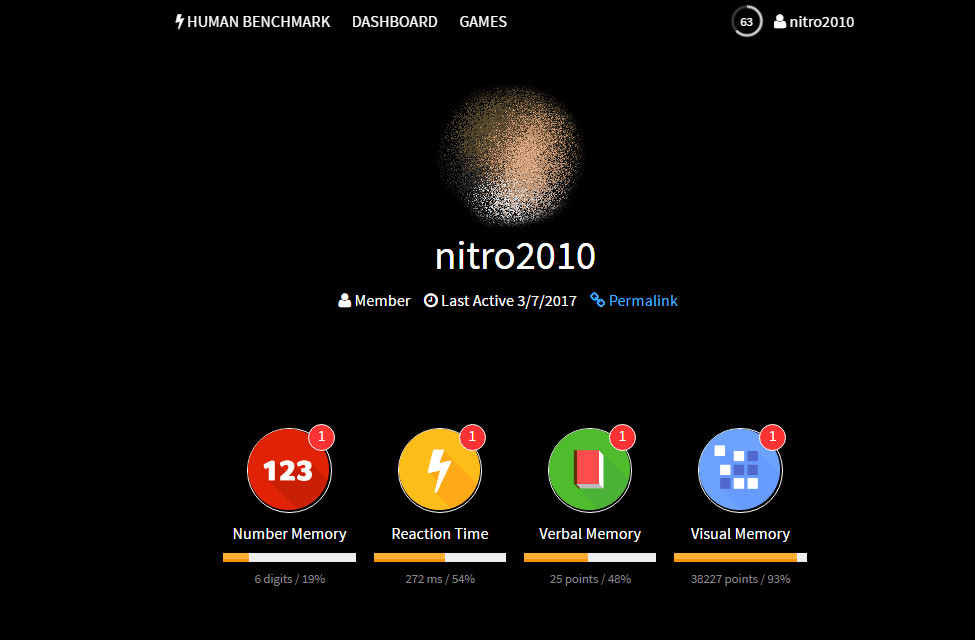 HUMAN BENCHMARK DASHBOARD GAMES 63 nitro2010
nitro2010
Member Last Active 3/7/2017 Permalink
1 1 1 1
123
Number Memory Reaction Time Verbal Memory Visual Memory
6 digits / 19% 272 ms / 54% 25 points / 48% 38227 points / 93%